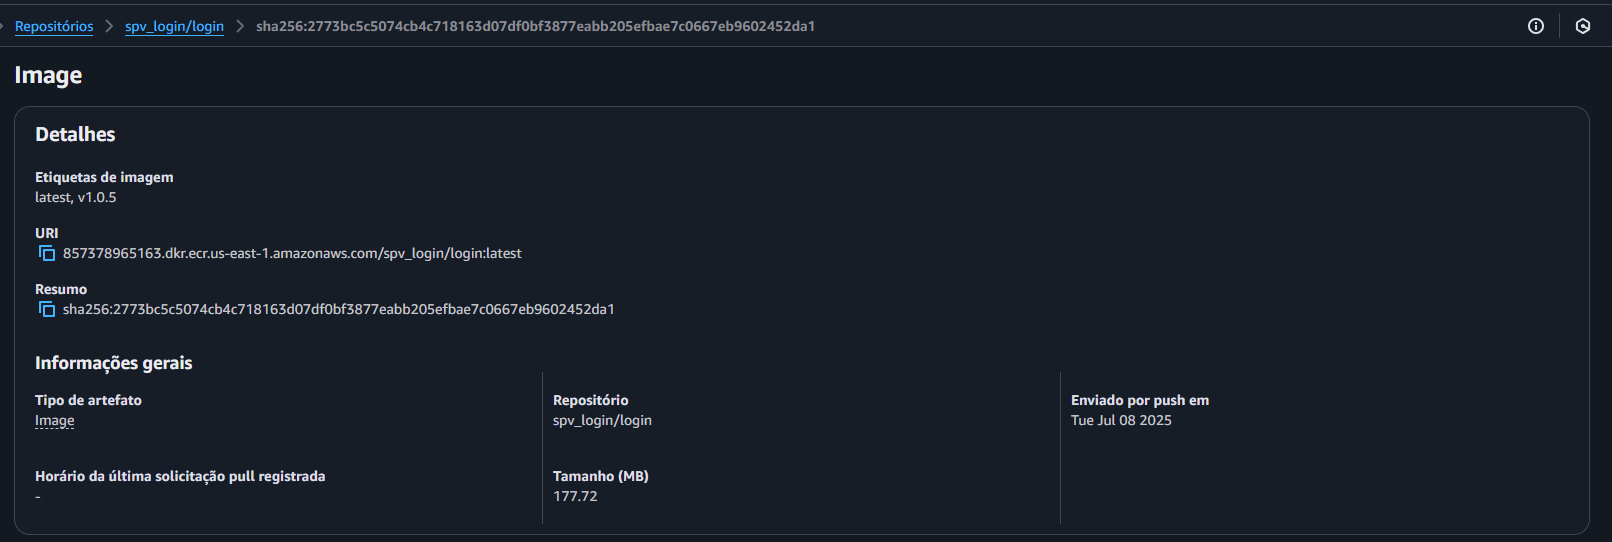 Repositórios > spv_login/login > sha256:2773bc5c5074cb4c718163d07df0bf3877eabb205efbae7c0667eb9602452da1
Image
Detalhes
Etiquetas de imagem
latest, v1.0.5
URI
857378965163.dkr.ecr.us-east-1.amazonaws.com/spv_login/login:latest
Resumo
sha256:2773bc5c5074cb4c718163d07df0bf3877eabb205efbae7c0667eb9602452da1
Informações gerais
Tipo de artefato
Image
Repositório
spv_login/login
Enviado por push em
Tue Jul 08 2025
Horário da última solicitação pull registrada
-
Tamanho (MB)
177.72